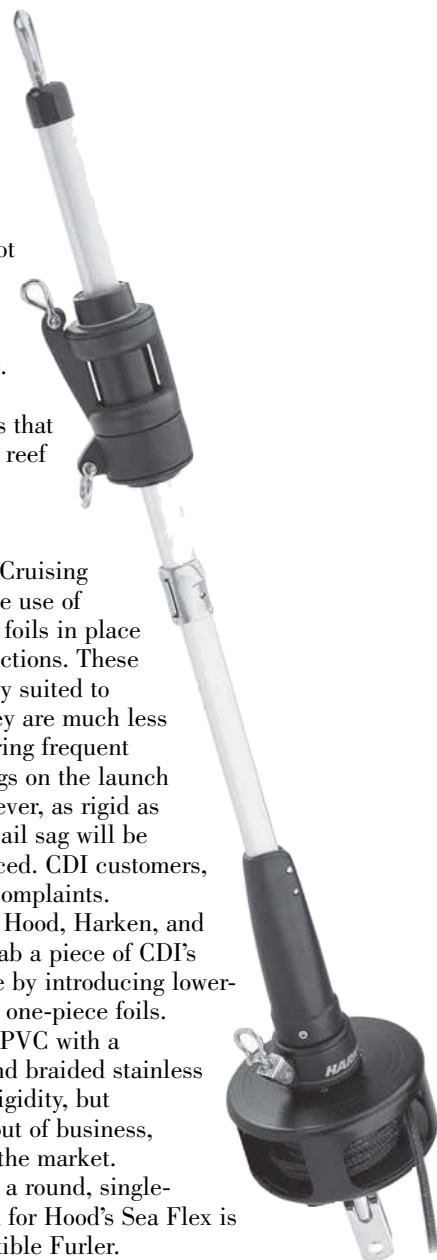 ot
.
s that
reef
Cruising
e use of
foils in place
ctions. These
y suited to
ey are much less
ring frequent
gs on the launch
ever, as rigid as
ail sag will be
ced. CDI customers,
omplaints.
Hood, Harken, and
ab a piece of CDI's
e by introducing lower-
one-piece foils.
PVC with a
nd braided stainless
igidity, but
out of business,
the market.
a round, single-
l for Hood's Sea Flex is
xible Furler.
HAR